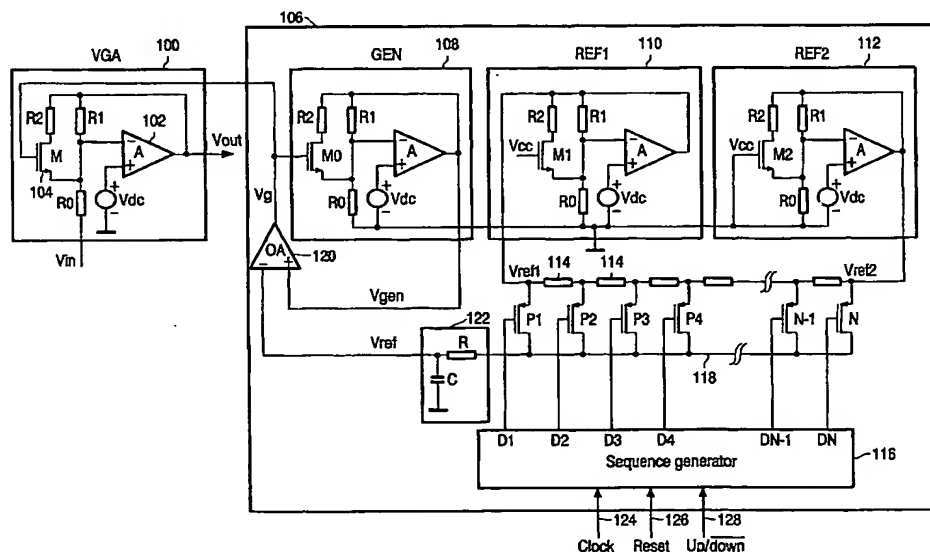 106
VGA
100
GEN
108
REF1
110
REF2
112
R2
R1
102
A
M
104
R0
Vdc
Vout
Vin
Vg
OA
120
R2
R1
M0
A
R0
Vdc
Vgen
R2
R1
Vcc
M1
A
R0
Vdc
R2
R1
Vcc
M2
A
R0
Vdc
Vref1
114
114
Vref2
P1
P2
P3
P4
N-1
N
Vref
122
R
C
118
D1
D2
D3
D4
DN-1
DN
Sequence generator
116
124
126
128
Clock
Reset
Up/down